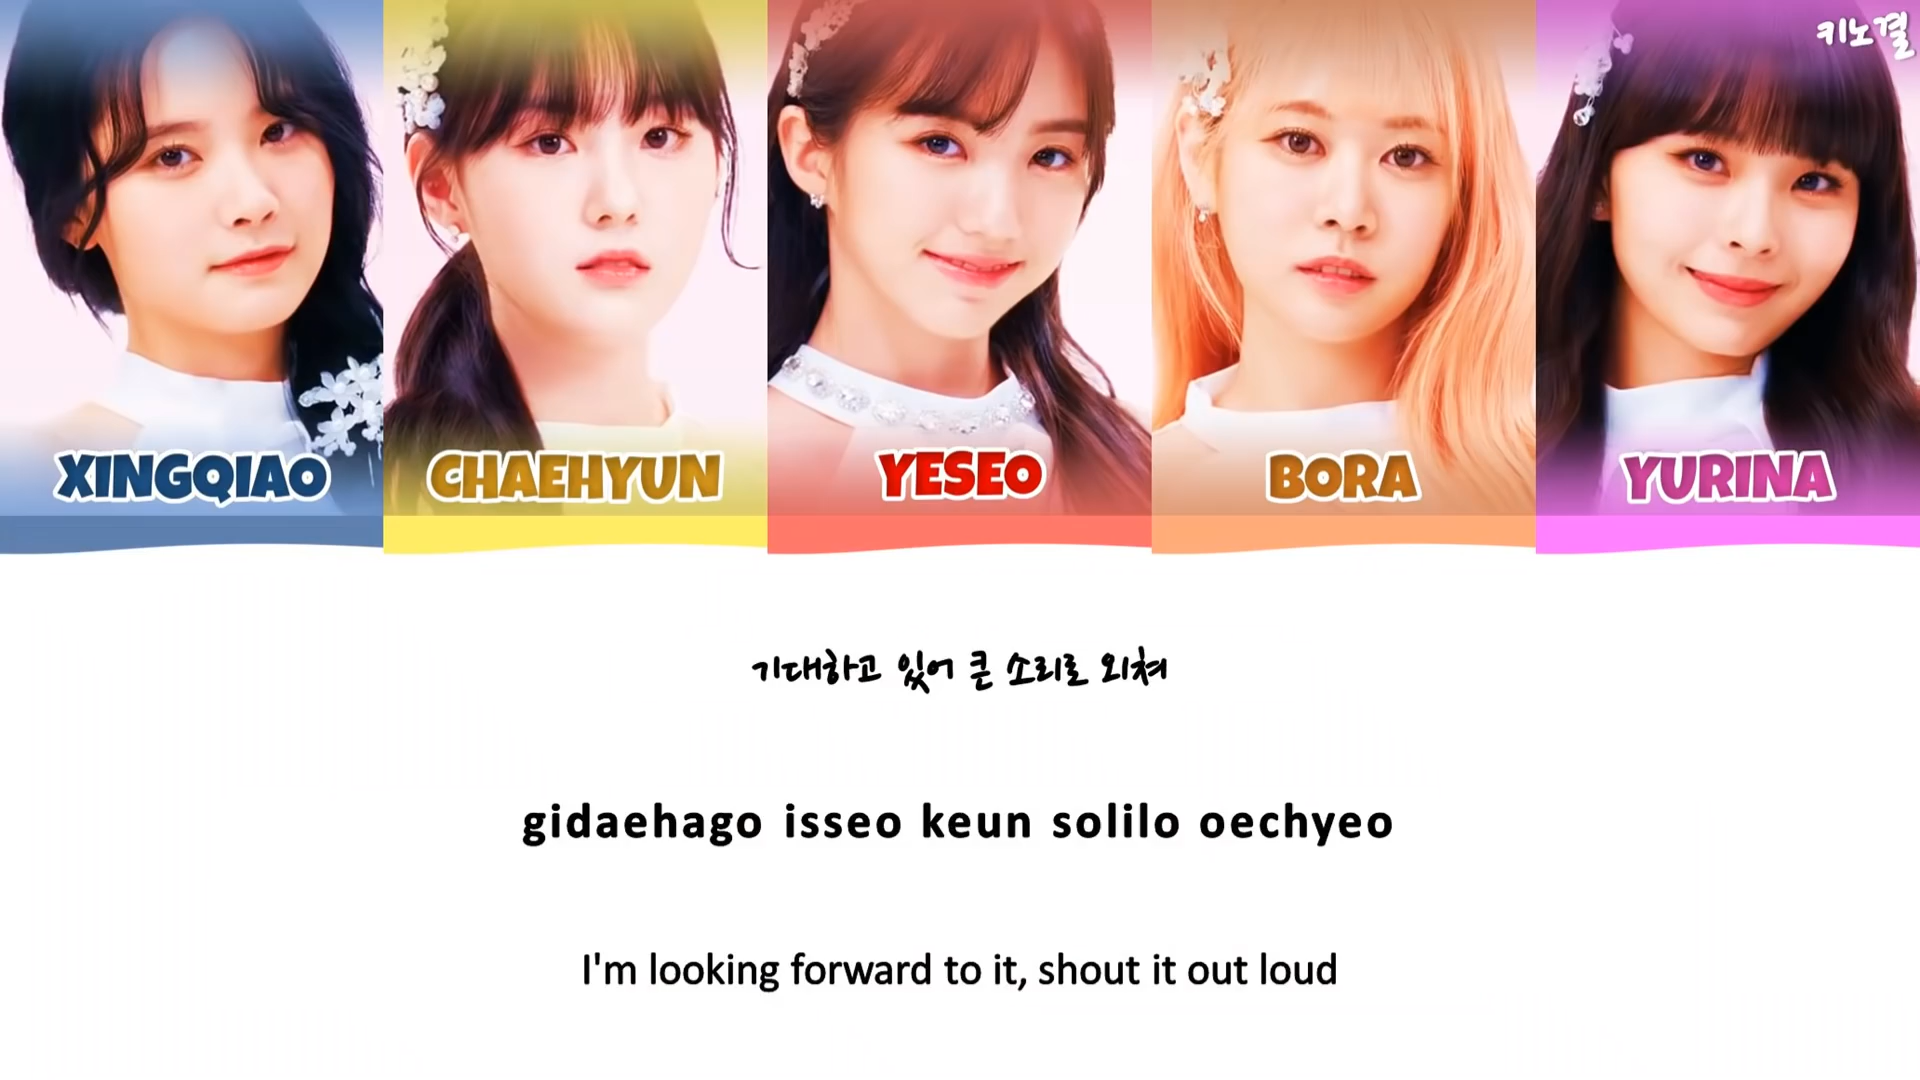 키노결
XINGQIAO
CHAEHYUN
YESEO
BORA
YURINA
기대하고 있어 큰 소리로 외쳐
gidaehago isseo keun solilo oechyeo
I'm looking forward to it, shout it out loud